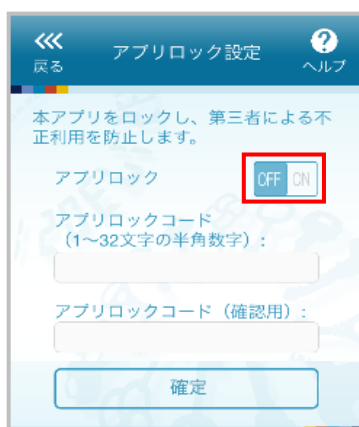 アプリロック設定
戻る
ヘルプ
本アプリをロックし、第三者による不
正利用を防止します。
アプリロック
OFF ON
アプリロックコード
（1～32文字の半角数字）:
アプリロックコード（確認用）:
確定